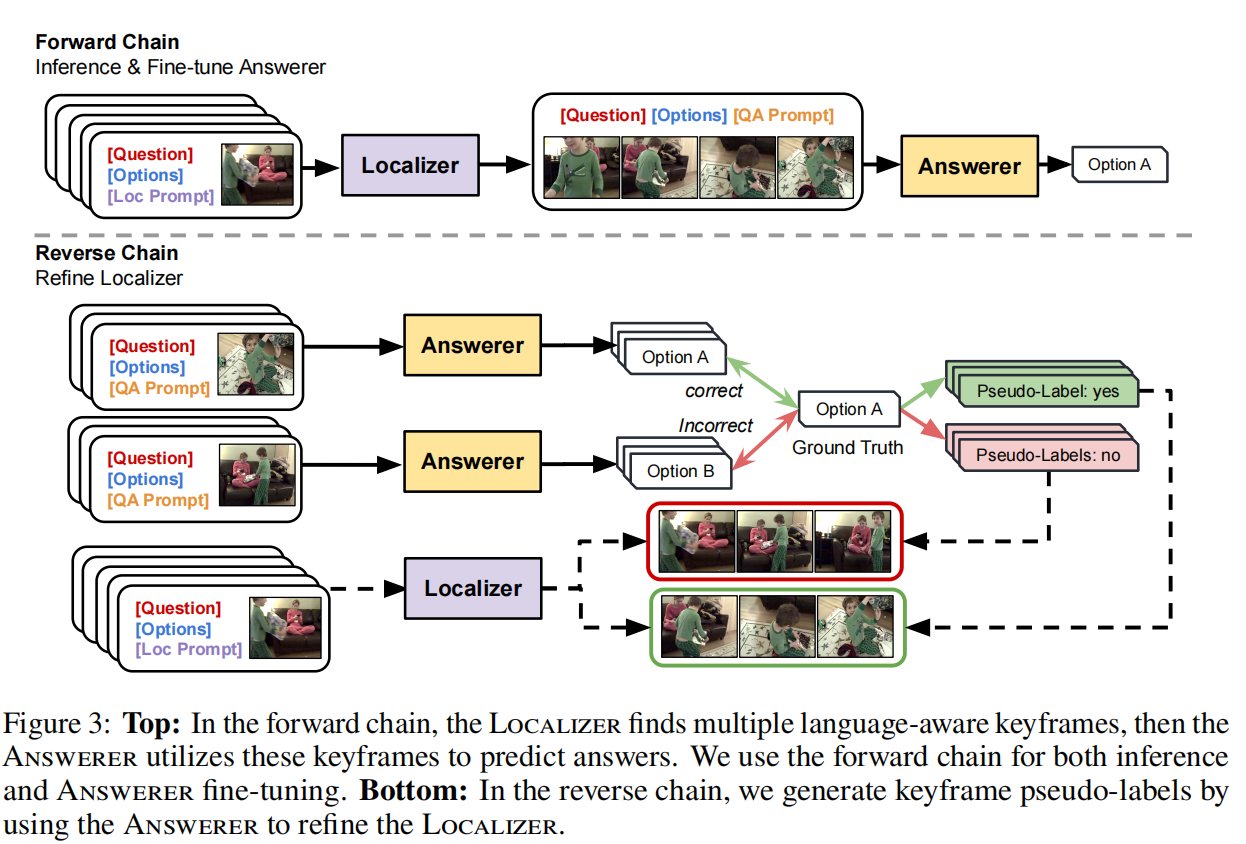 Forward Chain
Inference & Fine-tune Answerer
[Question] [Options] [QA Prompt]
[Question]
[Options]
[Loc Prompt]
Localizer
Answerer
Option A
Reverse Chain
Refine Localizer
[Question]
[Options]
[QA Prompt]
Answerer
Option A
correct
Option A
Ground Truth
Pseudo-Label: yes
Incorrect
Pseudo-Labels: no
[Question]
[Options]
[QA Prompt]
Answerer
Option B
[Question]
[Options]
[Loc Prompt]
Localizer
Figure 3: Top: In the forward chain, the LOCALIZER finds multiple language-aware keyframes, then the
ANSWERER utilizes these keyframes to predict answers. We use the forward chain for both inference
and ANSWERER fine-tuning. Bottom: In the reverse chain, we generate keyframe pseudo-labels by
using the ANSWERER to refine the LOCALIZER.